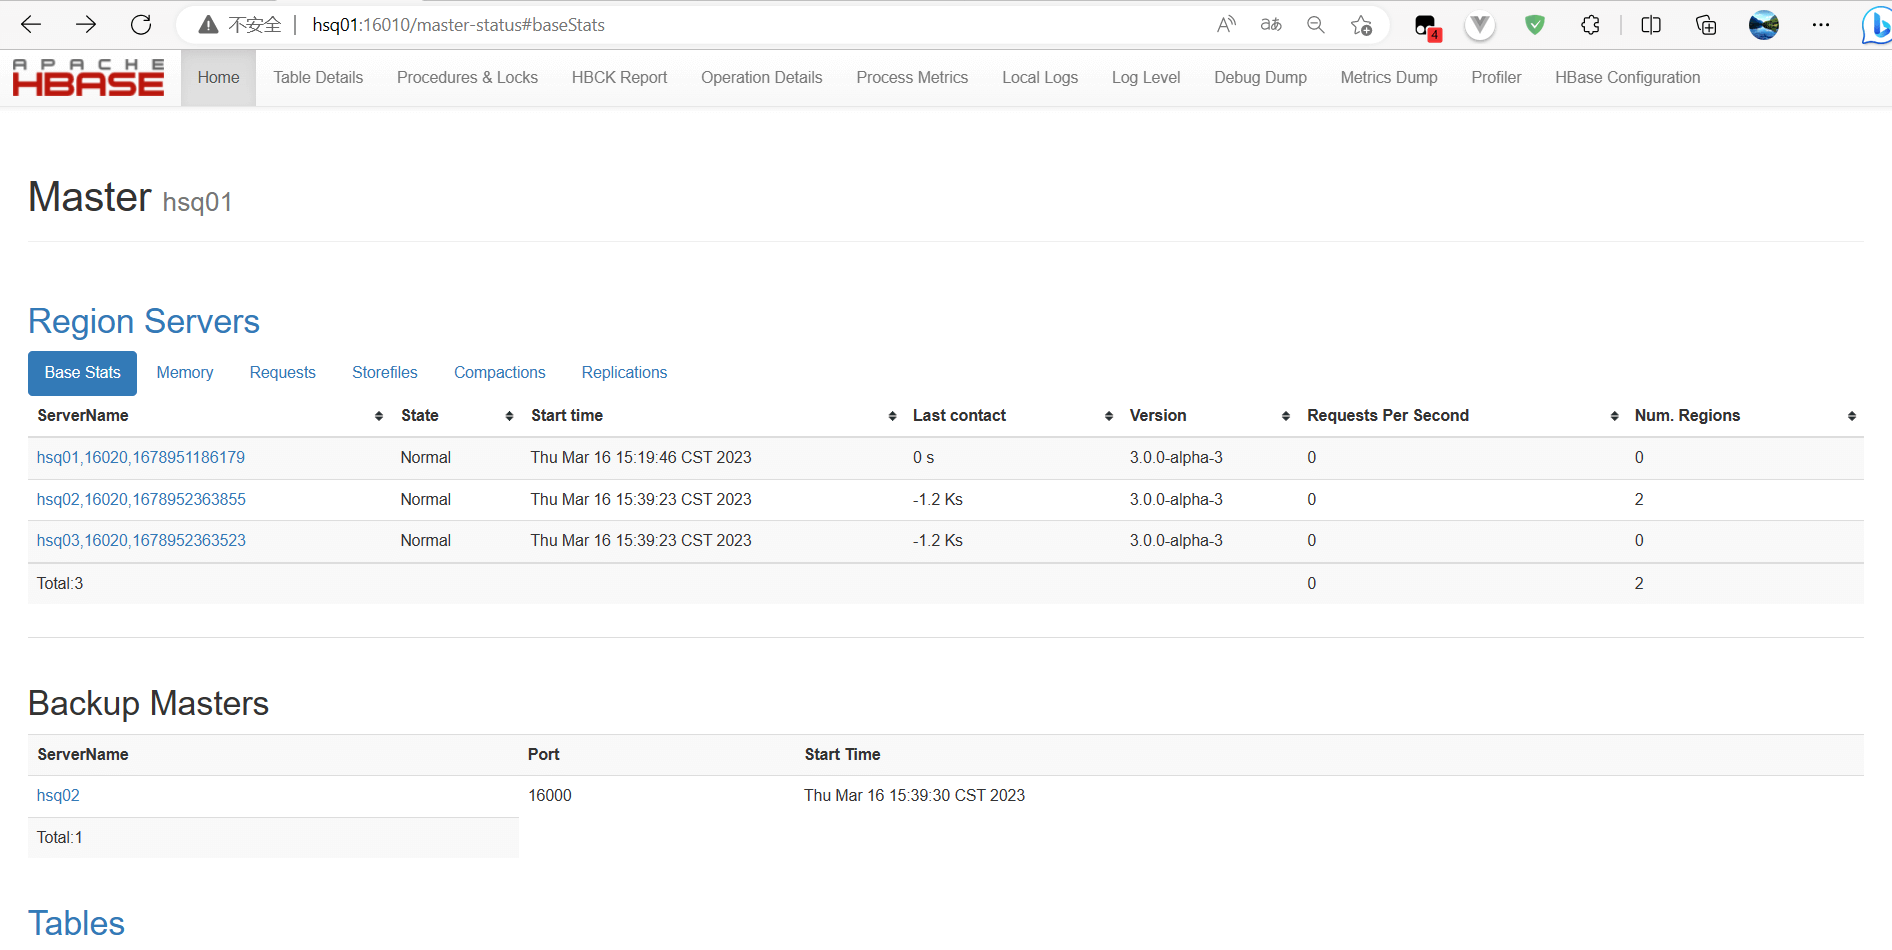 不安全 hsq01:16010/master-status#baseStats 4
APACHE
HBASE
Home Table Details Procedures & Locks HBCK Report Operation Details Process Metrics Local Logs Log Level Debug Dump Metrics Dump Profiler HBase Configuration
Master hsq01
Region Servers
Base Stats Memory Requests Storefiles Compactions Replications
ServerName State Start time Last contact Version Requests Per Second Num. Regions
hsq01,16020,1678951186179 Normal Thu Mar 16 15:19:46 CST 2023 0 s 3.0.0-alpha-3 0 0
hsq02,16020,1678952363855 Normal Thu Mar 16 15:39:23 CST 2023 -1.2 Ks 3.0.0-alpha-3 0 2
hsq03,16020,1678952363523 Normal Thu Mar 16 15:39:23 CST 2023 -1.2 Ks 3.0.0-alpha-3 0 0
Total:3 0 2
Backup Masters
ServerName Port Start Time
hsq02 16000 Thu Mar 16 15:39:30 CST 2023
Total:1
Tables